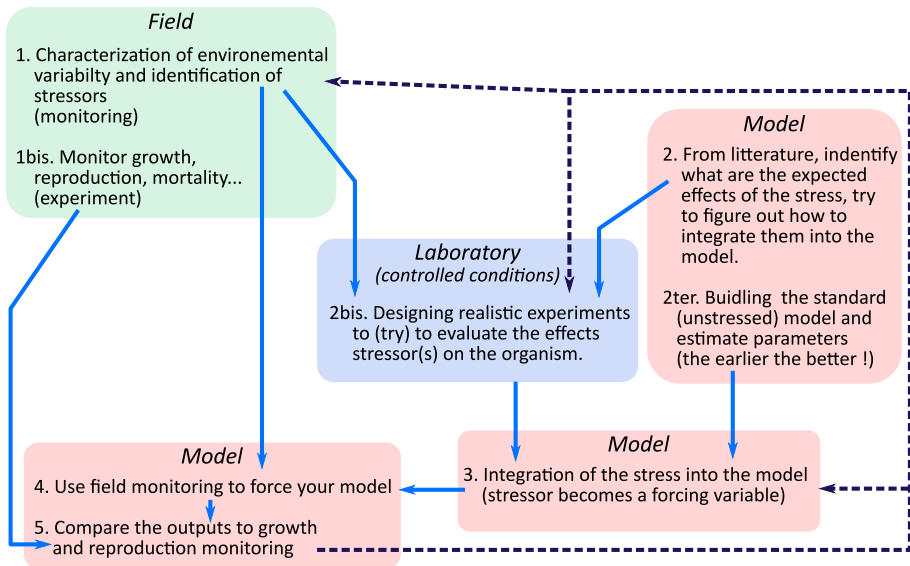 Field
1. Characterization of environemental
variabilty and identification of
stressors
(monitoring)
1bis. Monitor growth,
reproduction, mortality...
(experiment)
Model
2. From litterature, indentify
what are the expected
effects of the stress, try
to figure out how to
integrate them into the
model.
2ter. Buidling the standard
(unstressed) model and
estimate parameters
(the earlier the better !)
Laboratory
(controlled conditions)
2bis. Designing realistic experiments
to (try) to evaluate the effects
stressor(s) on the organism.
Model
3. Integration of the stress into the model
(stressor becomes a forcing variable)
Model
4. Use field monitoring to force your model
5. Compare the outputs to growth
and reproduction monitoring